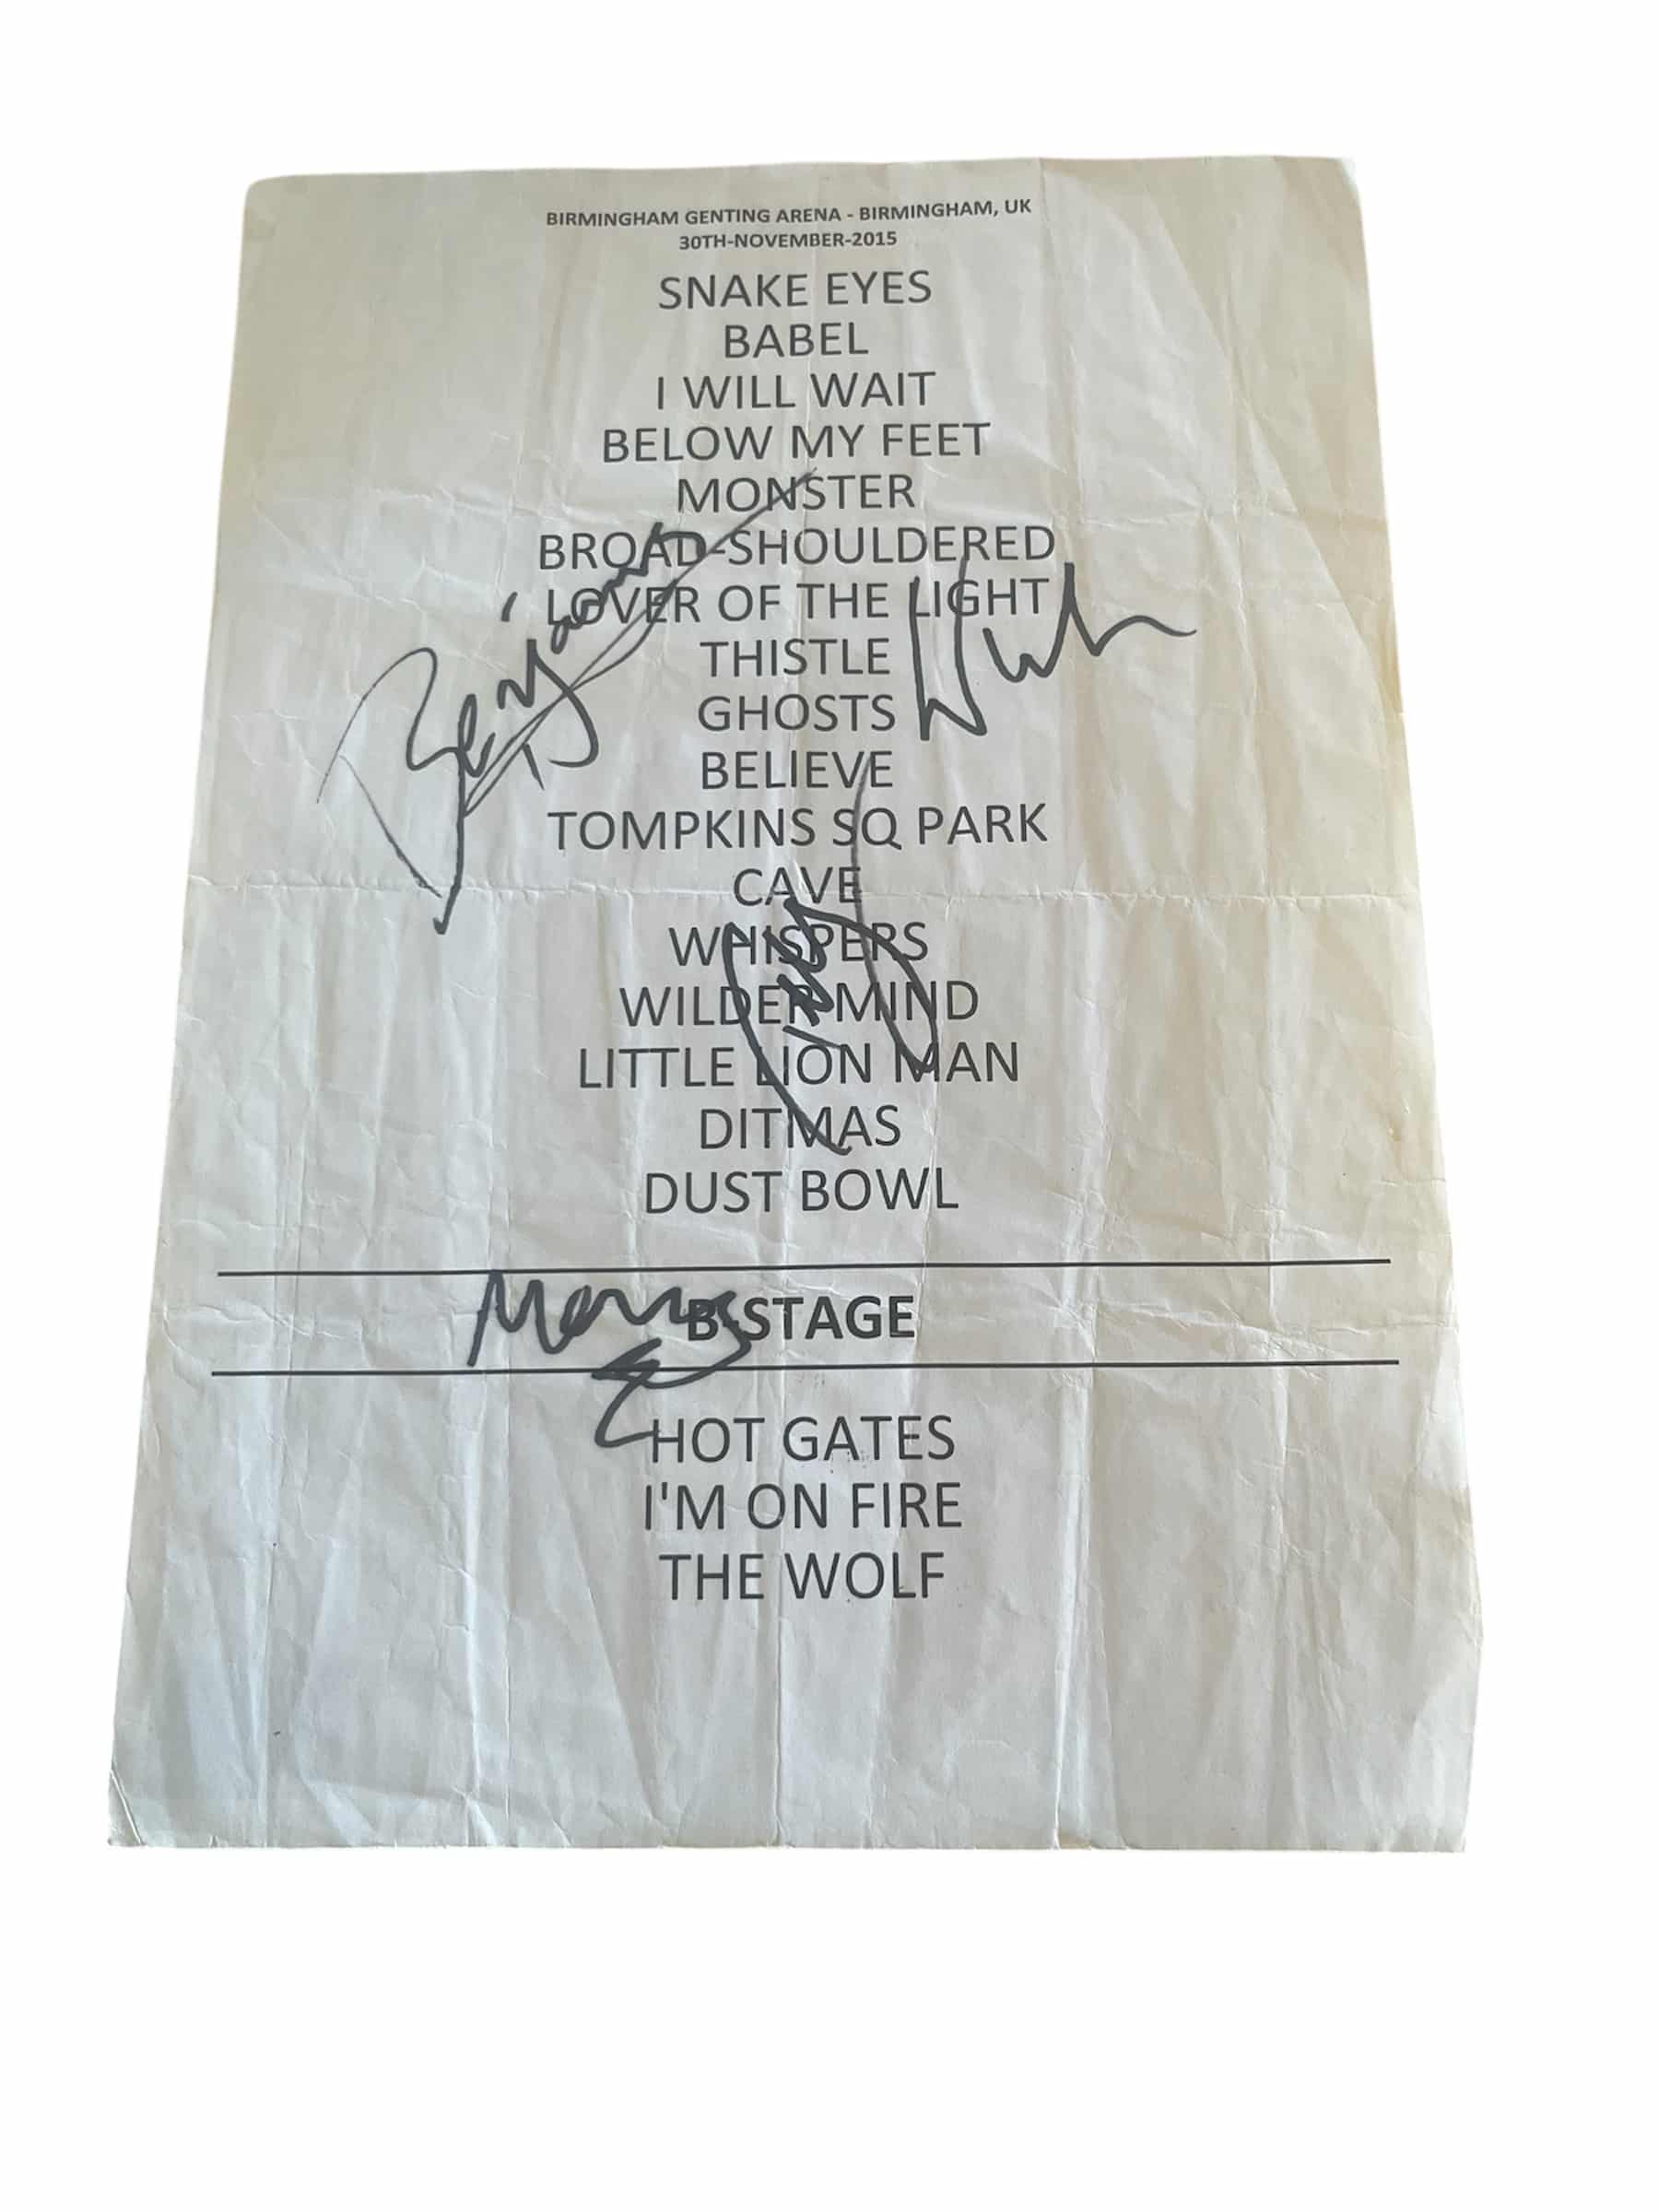 BIRMINGHAM GENTING ARENA - BIRMINGHAM, UK
30TH-NOVEMBER-2015
SNAKE EYES
BABEL
I WILL WAIT
BELOW MY FEET
MONSTER
BROAD-SHOULDERED
LOVER OF THE LIGHT
Benjamin
THISTLE
GHOSTS
BELIEVE
TOMPKINS SQ PARK
CAVE
WHISPERS
WILDER MIND
LITTLE LION MAN
DITMAS
DUST BOWL
B-STAGE
HOT GATES
I'M ON FIRE
THE WOLF